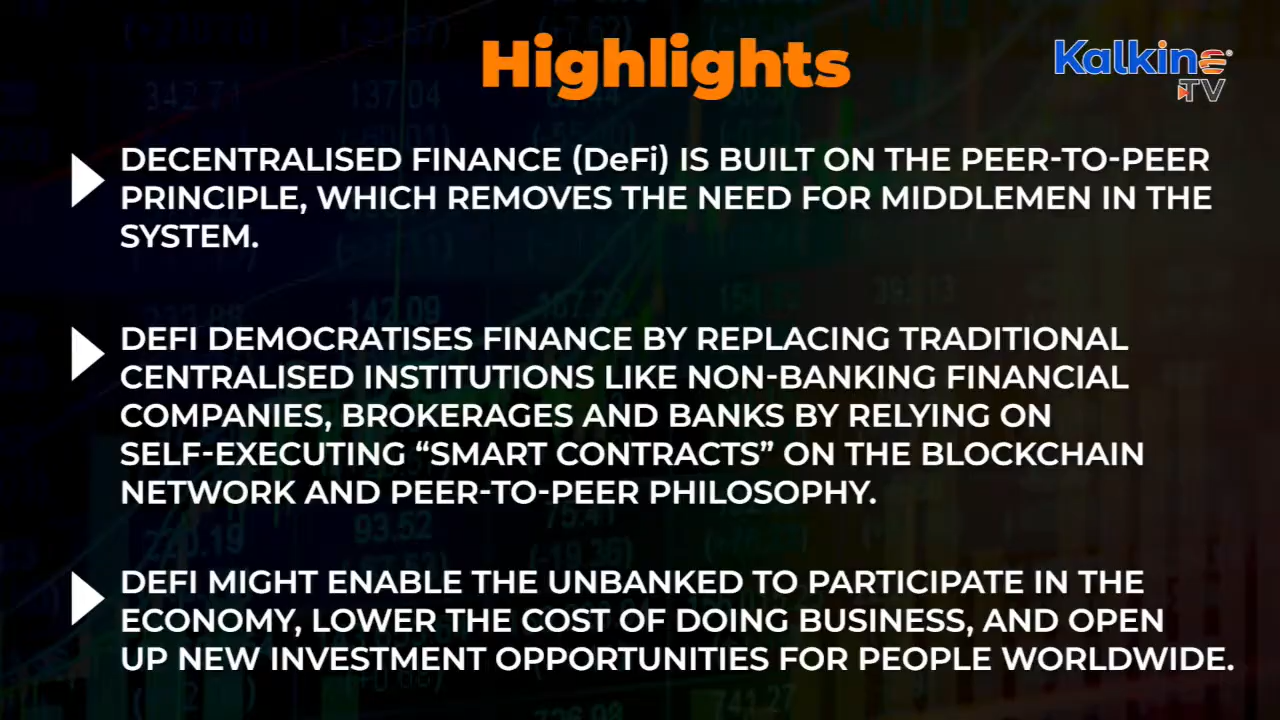 Highlights
Kalkine
TV
DECENTRALISED FINANCE (DeFi) IS BUILT ON THE PEER-TO-PEER
PRINCIPLE, WHICH REMOVES THE NEED FOR MIDDLEMEN IN THE
SYSTEM.
DEFI DEMOCRATISES FINANCE BY REPLACING TRADITIONAL
CENTRALISED INSTITUTIONS LIKE NON-BANKING FINANCIAL
COMPANIES, BROKERAGES AND BANKS BY RELYING ON
SELF-EXECUTING “SMART CONTRACTS” ON THE BLOCKCHAIN
NETWORK AND PEER-TO-PEER PHILOSOPHY.
DEFI MIGHT ENABLE THE UNBANKED TO PARTICIPATE IN THE
ECONOMY, LOWER THE COST OF DOING BUSINESS, AND OPEN
UP NEW INVESTMENT OPPORTUNITIES FOR PEOPLE WORLDWIDE.